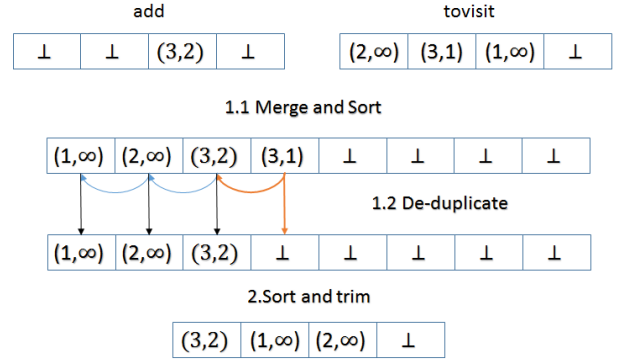 add tovisit
⊥ ⊥ (3,2) ⊥ (2,∞) (3,1) (1,∞) ⊥
1.1 Merge and Sort
(1,∞) (2,∞) (3,2) (3,1) ⊥ ⊥ ⊥ ⊥
1.2 De-duplicate
(1,∞) (2,∞) (3,2) ⊥ ⊥ ⊥ ⊥ ⊥
2.Sort and trim
(3,2) (1,∞) (2,∞) ⊥